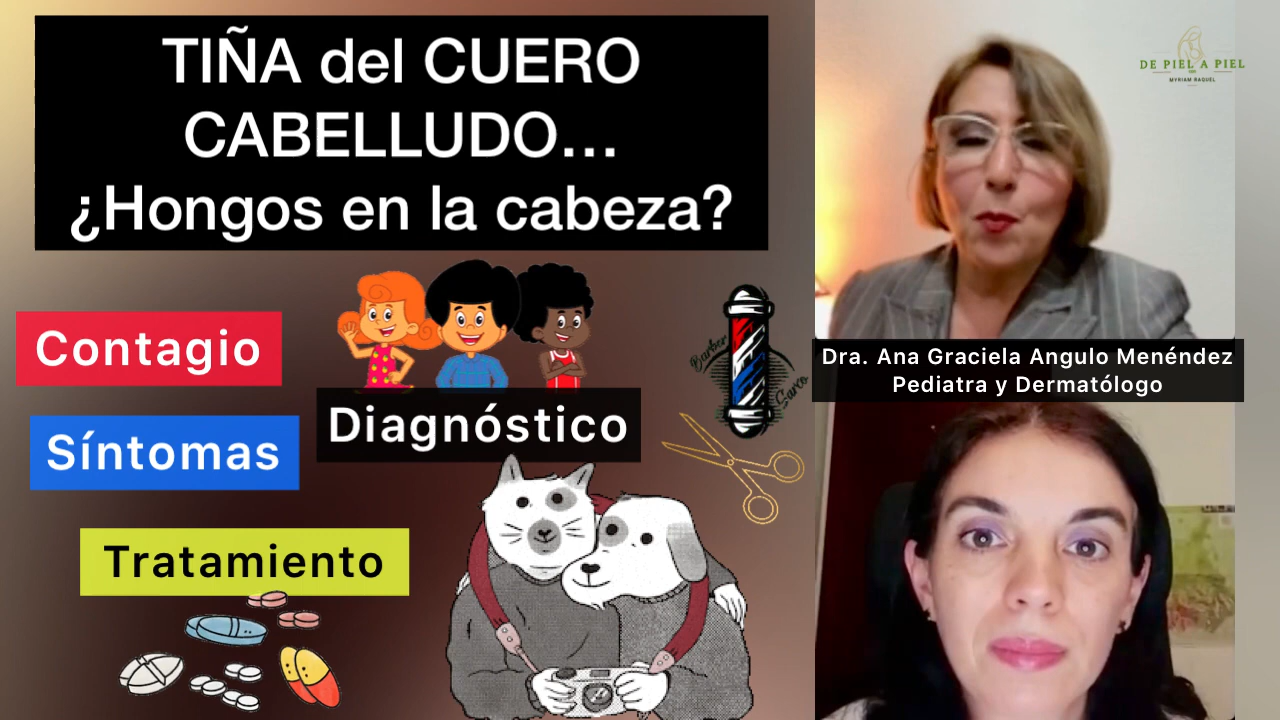 TIÑA del CUERO
CABELLUDO...
¿Hongos en la cabeza?
Contagio
Síntomas
Diagnóstico
Tratamiento
Barber
DE PIEL A PIEL
MYRIAM RAQUEL
Dra. Ana Graciela Angulo Menéndez
Pediatra y Dermatólogo